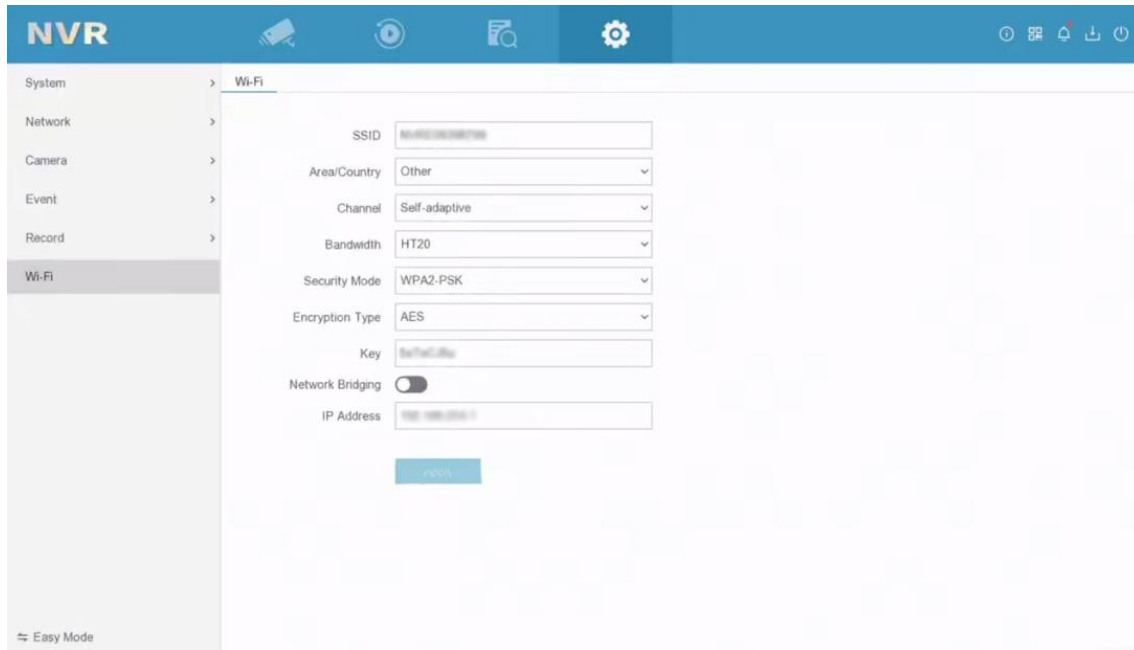 NVR
System
Wi-Fi
Network
Camera
Event
Record
Wi-Fi
SSID
Area/Country Other
Channel Self-adaptive
Bandwidth HT20
Security Mode WPA2-PSK
Encryption Type AES
Key
Network Bridging
IP Address
Easy Mode